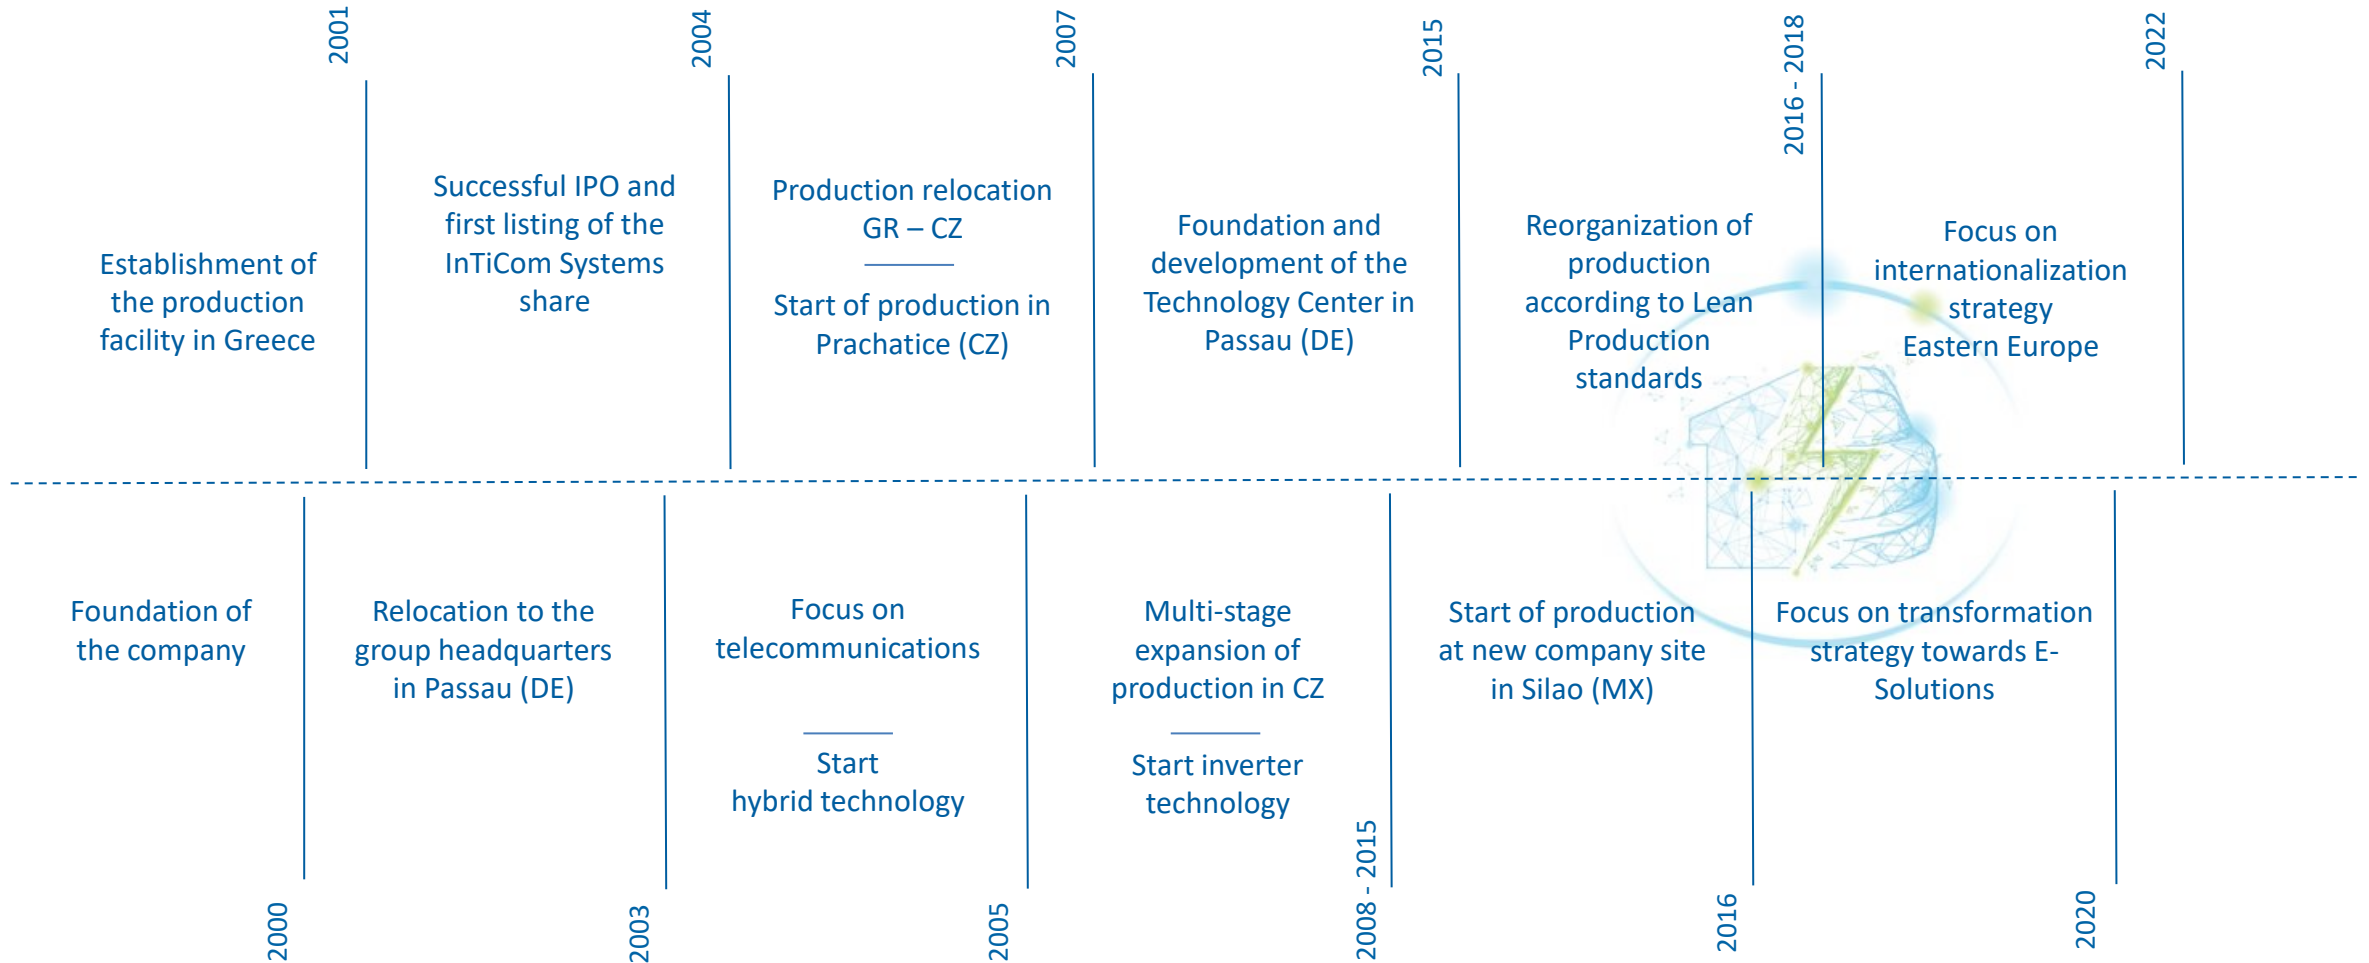 2001
2004
2007
2015
2016 - 2018
2022
Establishment of
the production
facility in Greece
Successful IPO and
first listing of the
InTiCom Systems
share
Production relocation
GR – CZ
Start of production in
Prachatice (CZ)
Foundation and
development of the
Technology Center in
Passau (DE)
Reorganization of
production
according to Lean
Production
standards
Focus on
internationalization
strategy
Eastern Europe
Foundation of
the company
Relocation to the
group headquarters
in Passau (DE)
Focus on
telecommunications
Start
hybrid technology
Multi-stage
expansion of
production in CZ
Start inverter
technology
Start of production
at new company site
in Silao (MX)
Focus on transformation
strategy towards E-
Solutions
2000
2003
2005
2008 - 2015
2016
2020